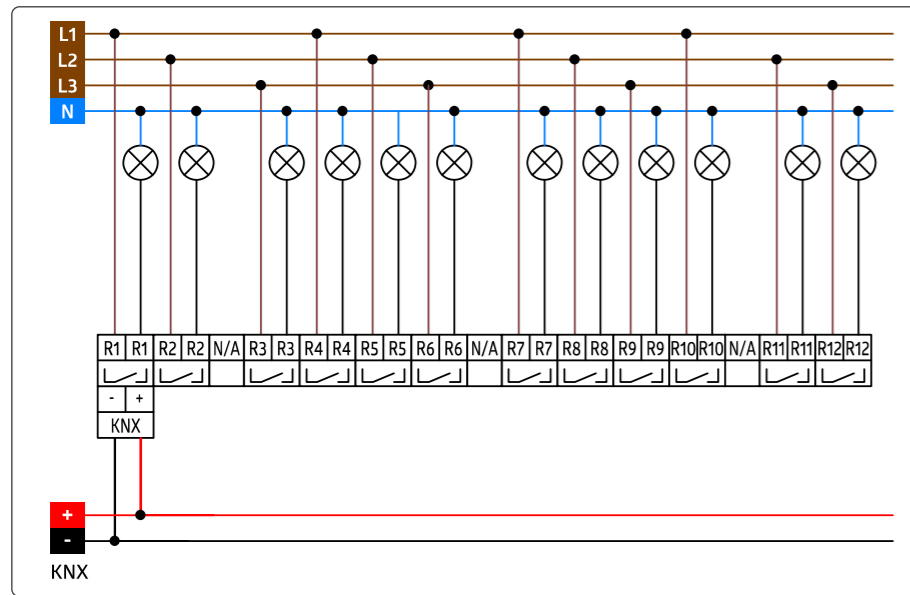 L1
L2
L3
N
R1 R1 R2 R2 N/A R3 R3 R4 R4 R5 R5 R6 R6 N/A R7 R7 R8 R8 R9 R9 R10 R10 N/A R11 R11 R12 R12
- +
KNX
+
-
KNX